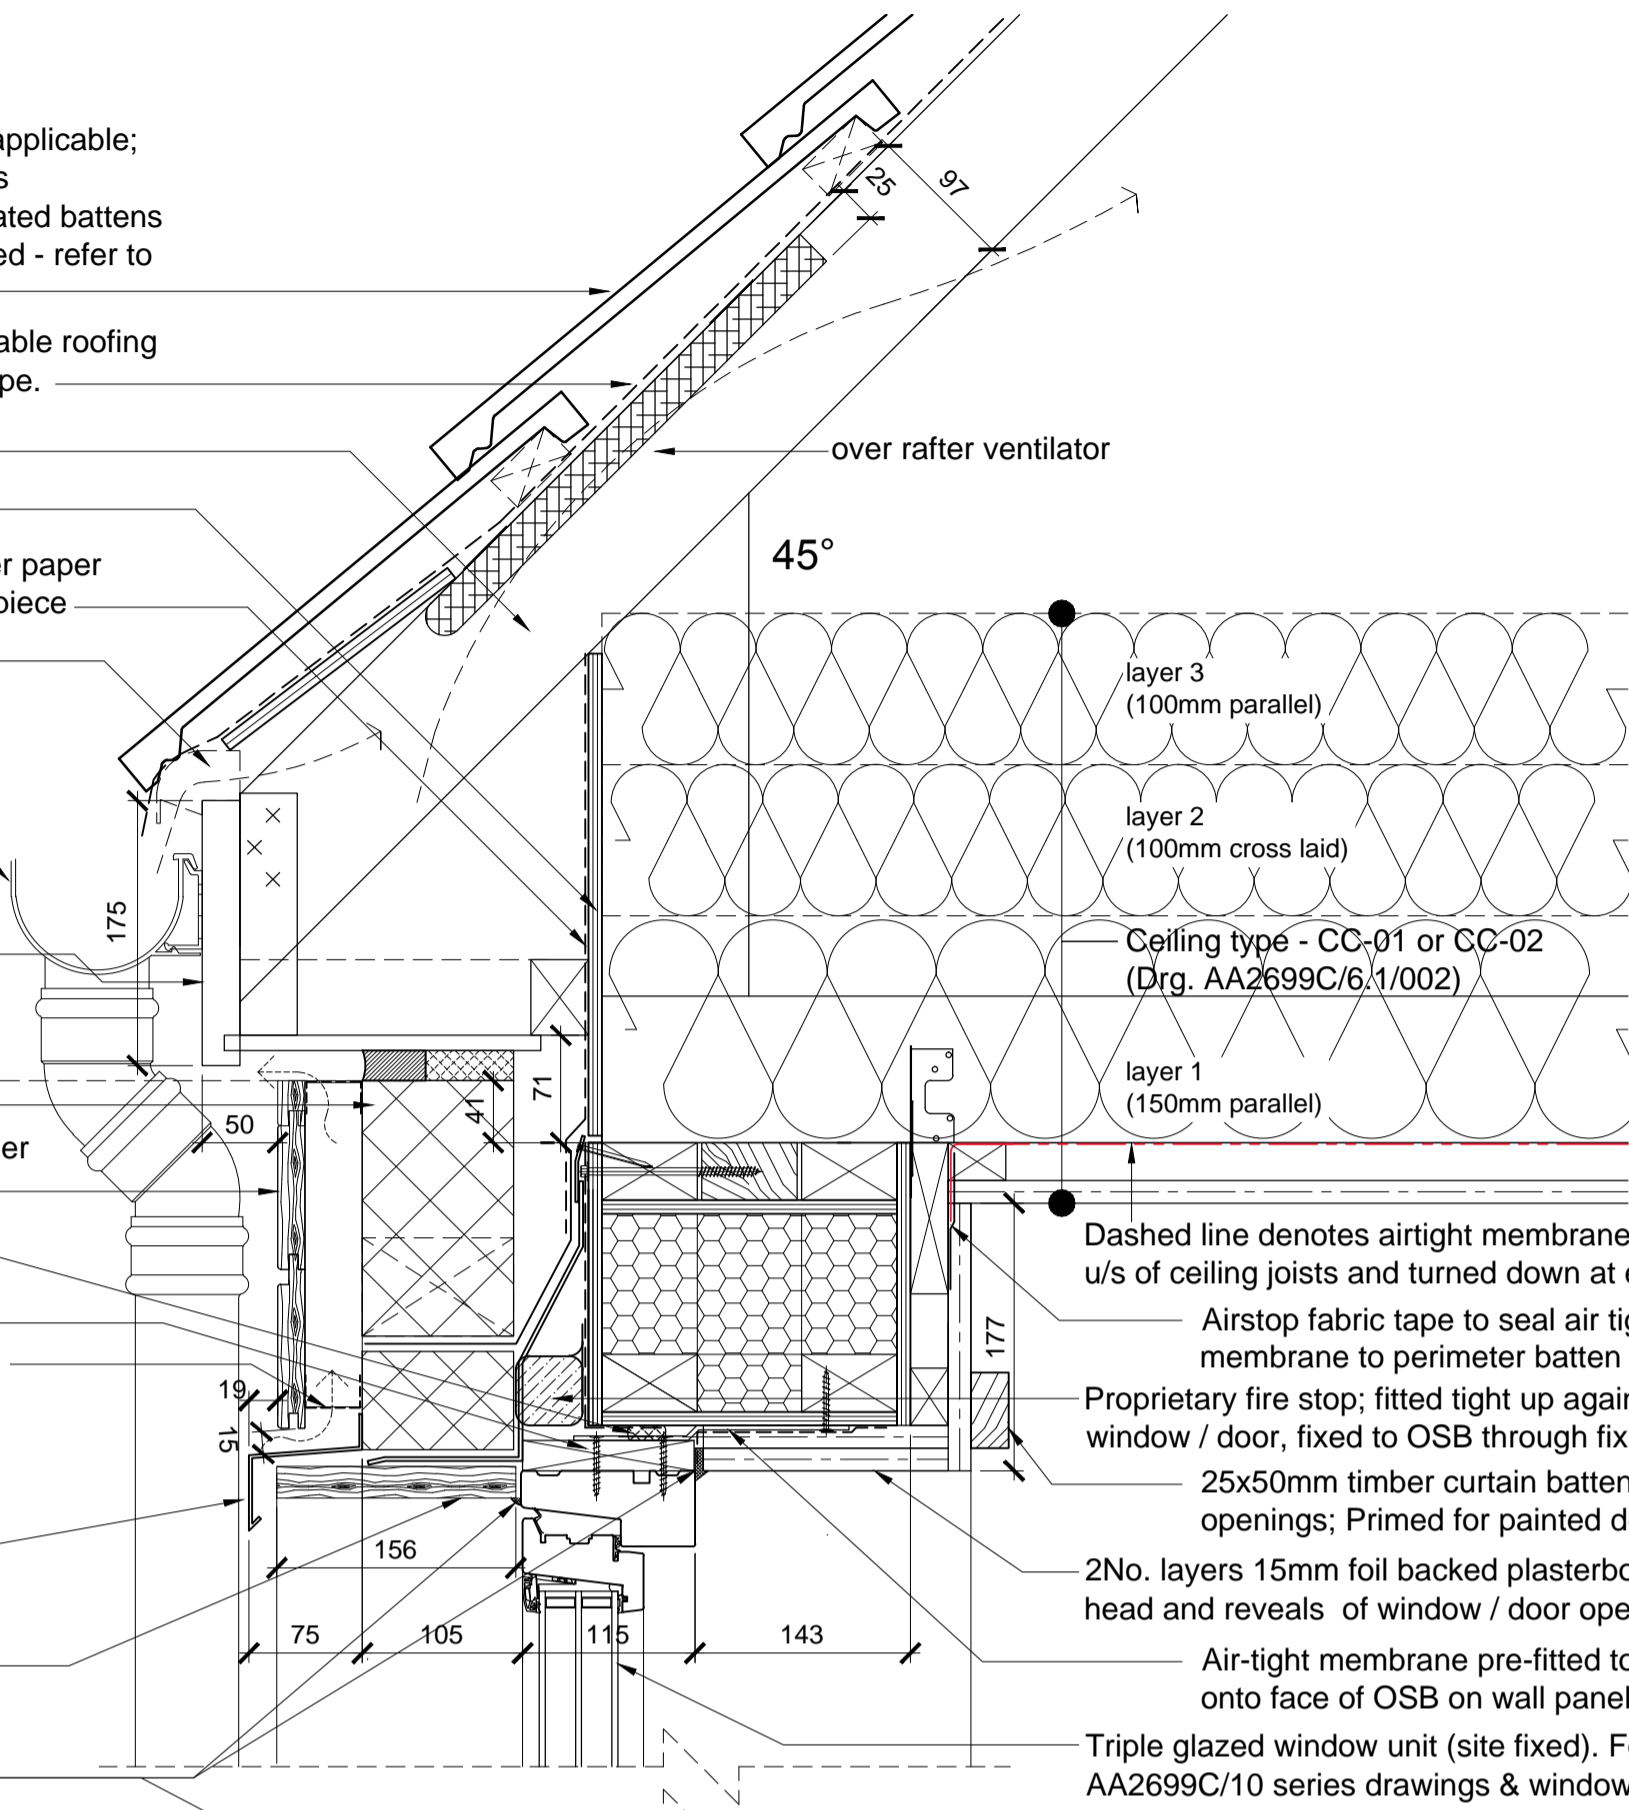 applicable;
s
ated battens
ed - refer to
able roofing
pe.
er paper
piece
er
25
97
over rafter ventilator
45°
layer 3
(100mm parallel)
layer 2
(100mm cross laid)
Ceiling type - CC-01 or CC-02
(Drg. AA2699C/6.1/002)
layer 1
(150mm parallel)
175
50
41
71
19
15
177
156
75
105
115
143
Dashed line denotes airtight membrane
u/s of ceiling joists and turned down at e
Airstop fabric tape to seal air tig
membrane to perimeter batten
Proprietary fire stop; fitted tight up again
window / door, fixed to OSB through fix
25x50mm timber curtain batten
openings; Primed for painted d
2No. layers 15mm foil backed plasterbo
head and reveals of window / door ope
Air-tight membrane pre-fitted to
onto face of OSB on wall panel
Triple glazed window unit (site fixed). F
AA2699C/10 series drawings & window